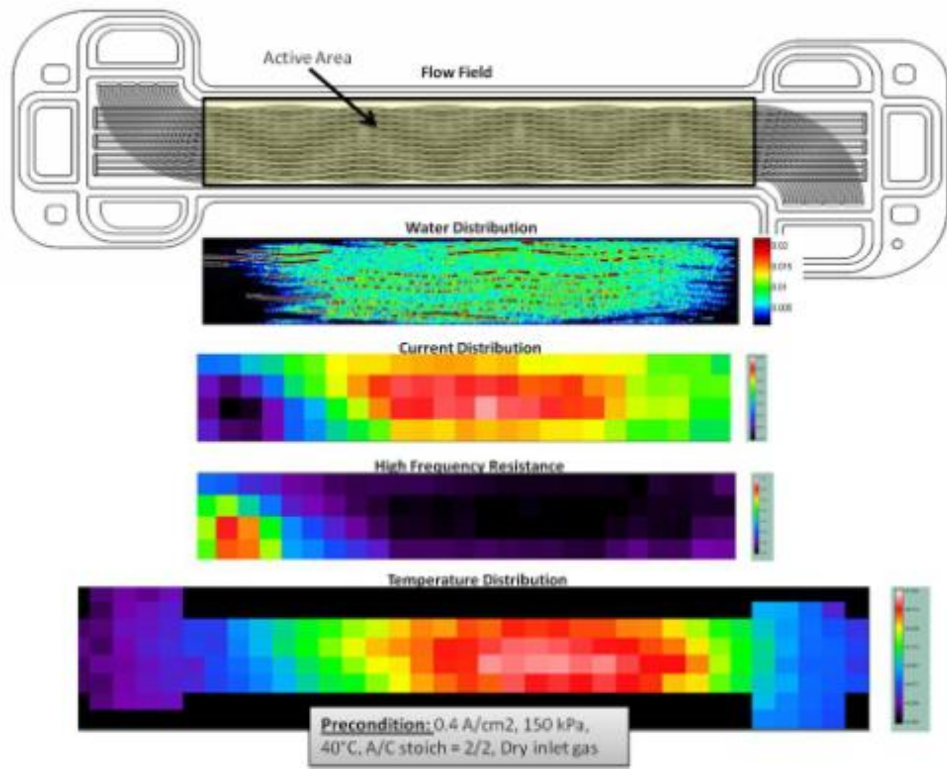 Active Area
Flow Field
Water Distribution
0.02
0.015
0.01
0.005
Current Distribution
High Frequency Resistance
Temperature Distribution
Precondition: 0.4 A/cm2, 150 kPa,
40°C, A/C stoich = 2/2, Dry inlet gas